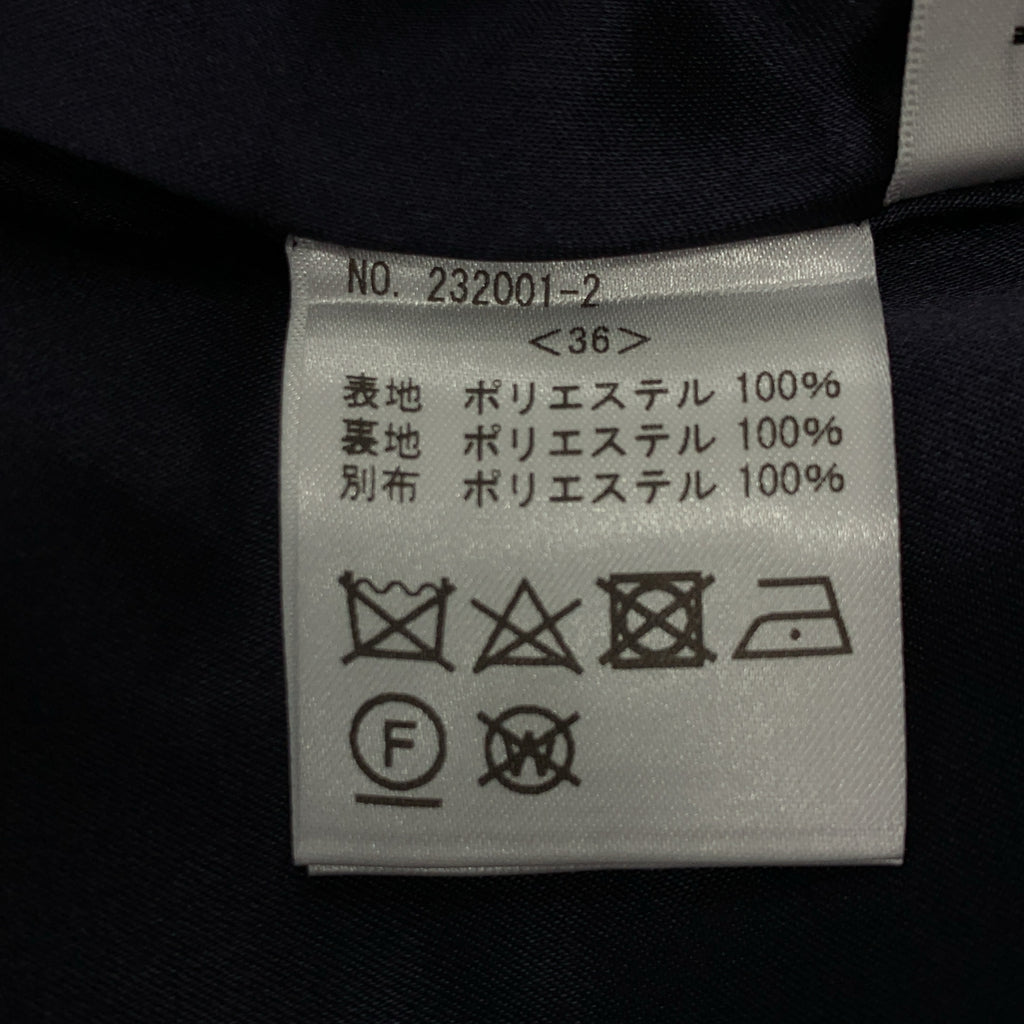 NO. 232001-2
<36>
表地 ポリエステル 100%
裏地 ポリエステル 100%
別布 ポリエステル 100%
F
W